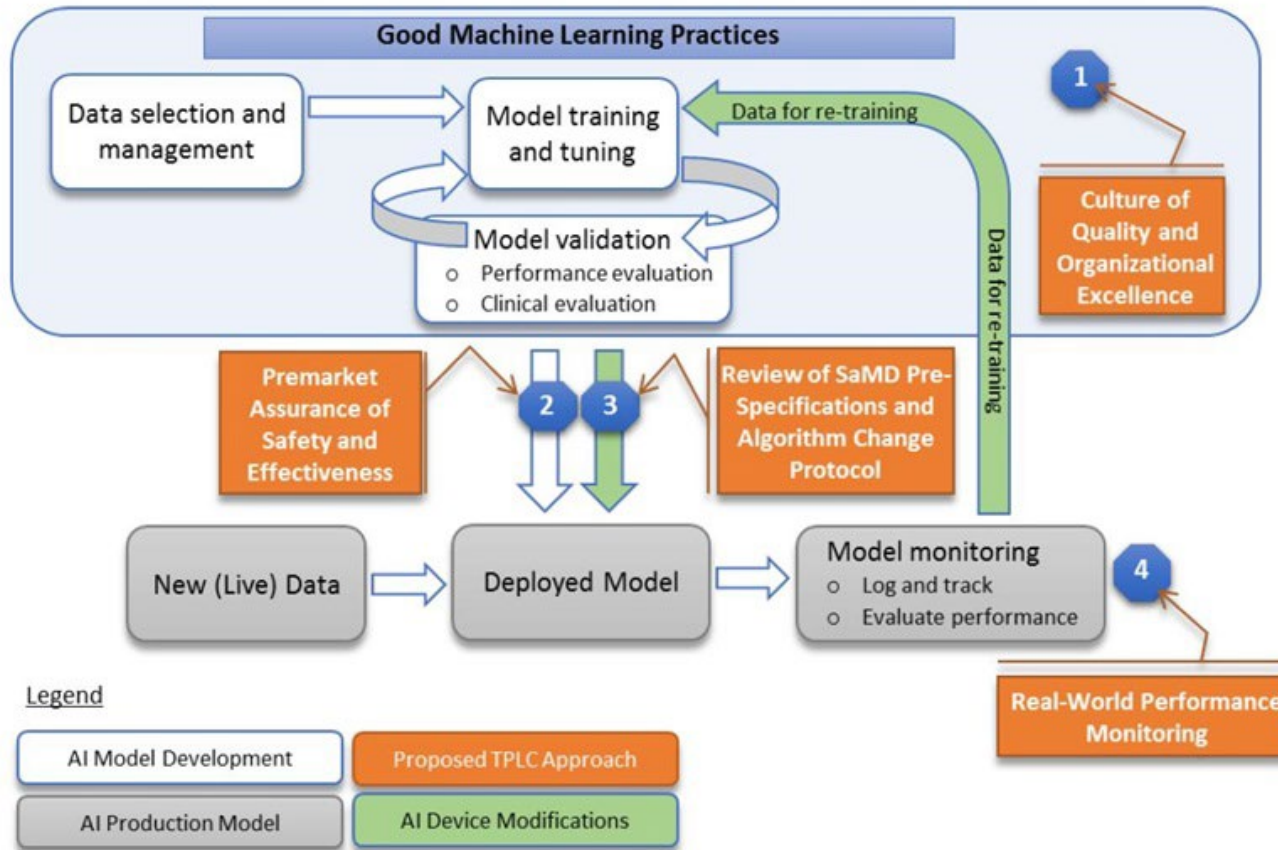 Good Machine Learning Practices
Data selection and
management
Model training
and tuning
Data for re-training
1
Culture of
Quality and
Organizational
Excellence
Model validation
o Performance evaluation
o Clinical evaluation
Data for re-training
Premarket
Assurance of
Safety and
Effectiveness
2
3
Review of SaMD Pre-
Specifications and
Algorithm Change
Protocol
New (Live) Data
Deployed Model
Model monitoring
o Log and track
o Evaluate performance
4
Real-World Performance
Monitoring
Legend
AI Model Development
Proposed TPLC Approach
AI Production Model
AI Device Modifications